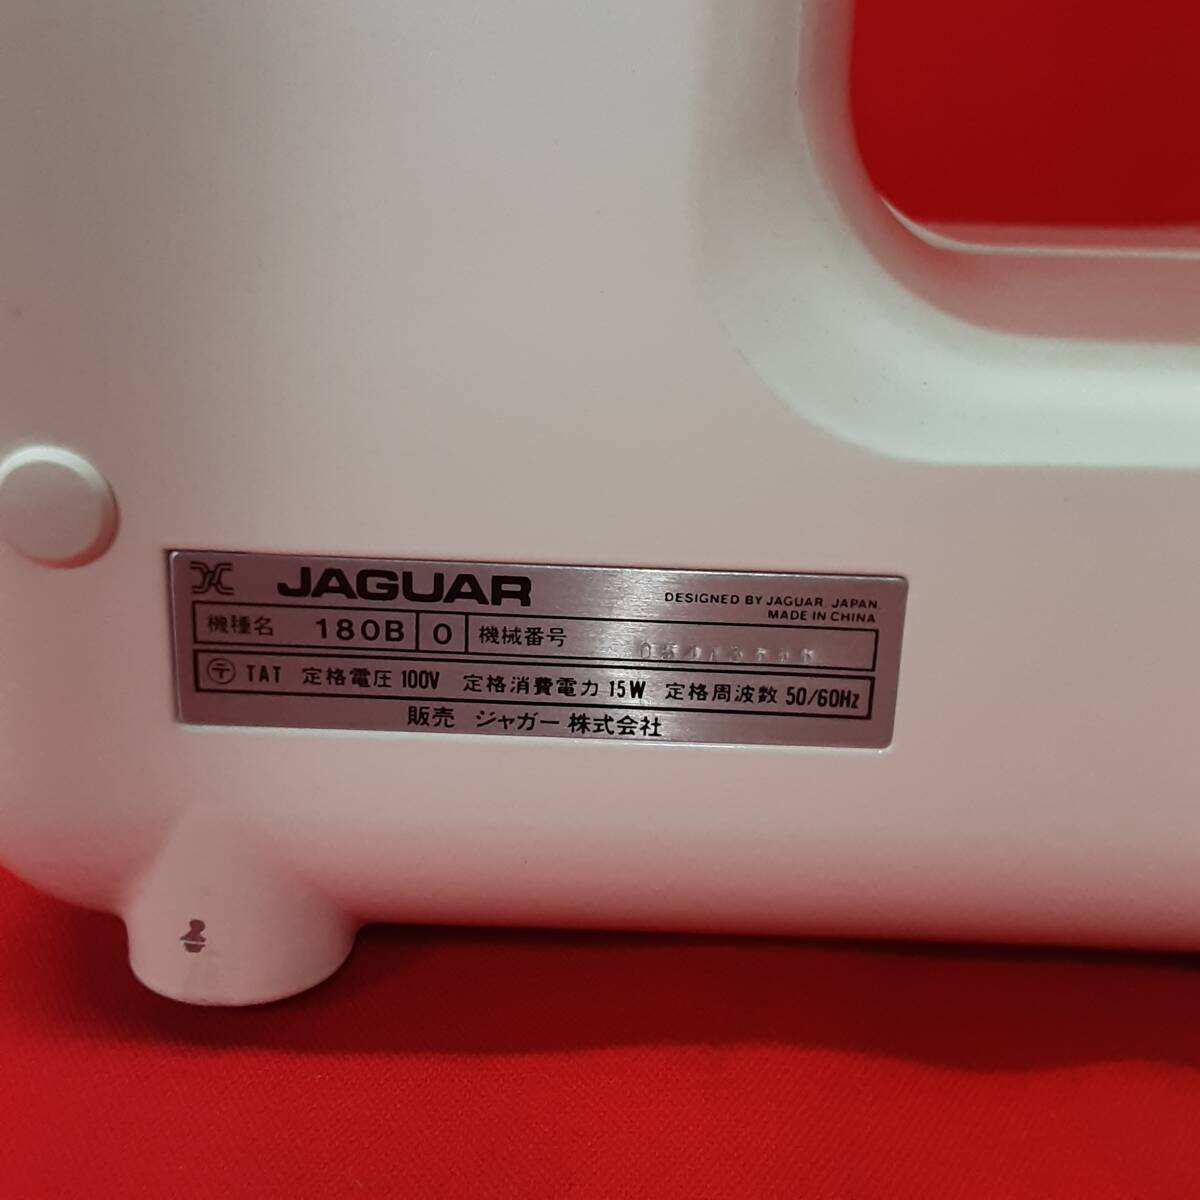 JAGUAR
DESIGNED BY JAGUAR, JAPAN.
MADE IN CHINA
機種名 180B 0 機械番号
〒 TAT 定格電圧 100V 定格消費電力 15W 定格周波数 50/60Hz
販売 ジャガー株式会社